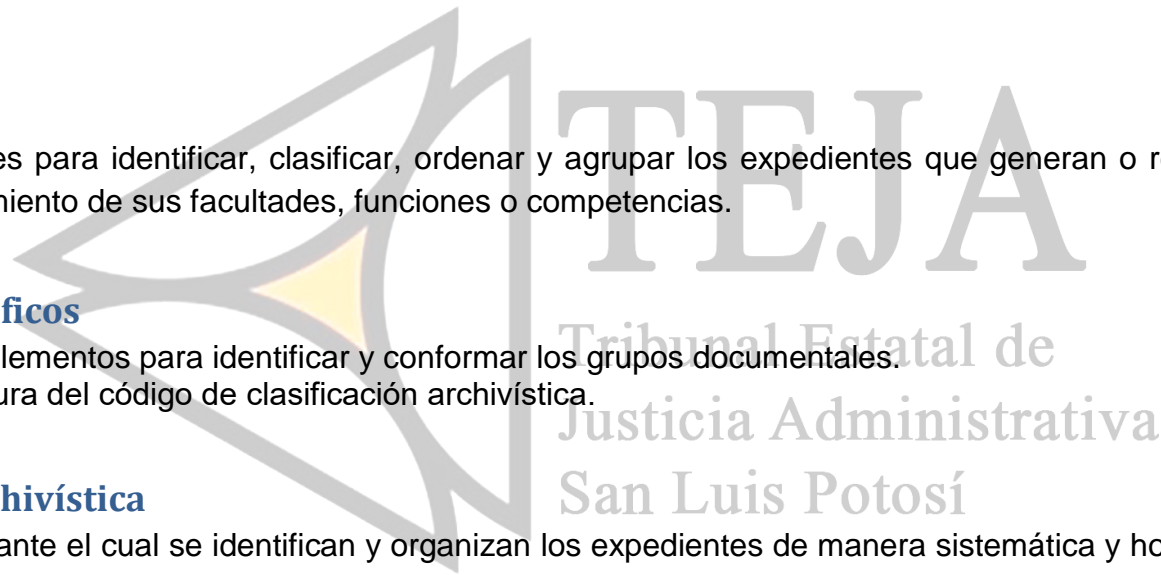 TEJA
es para identificar, clasificar, ordenar y agrupar los expedientes que generan o r
miento de sus facultades, funciones o competencias.
ficos
Tribunal Estatal de
lementos para identificar y conformar los grupos documentales.
ura del código de clasificación archivística.
Justicia Administrativa
hivística
San Luis Potosí
ante el cual se identifican y organizan los expedientes de manera sistemática y ho